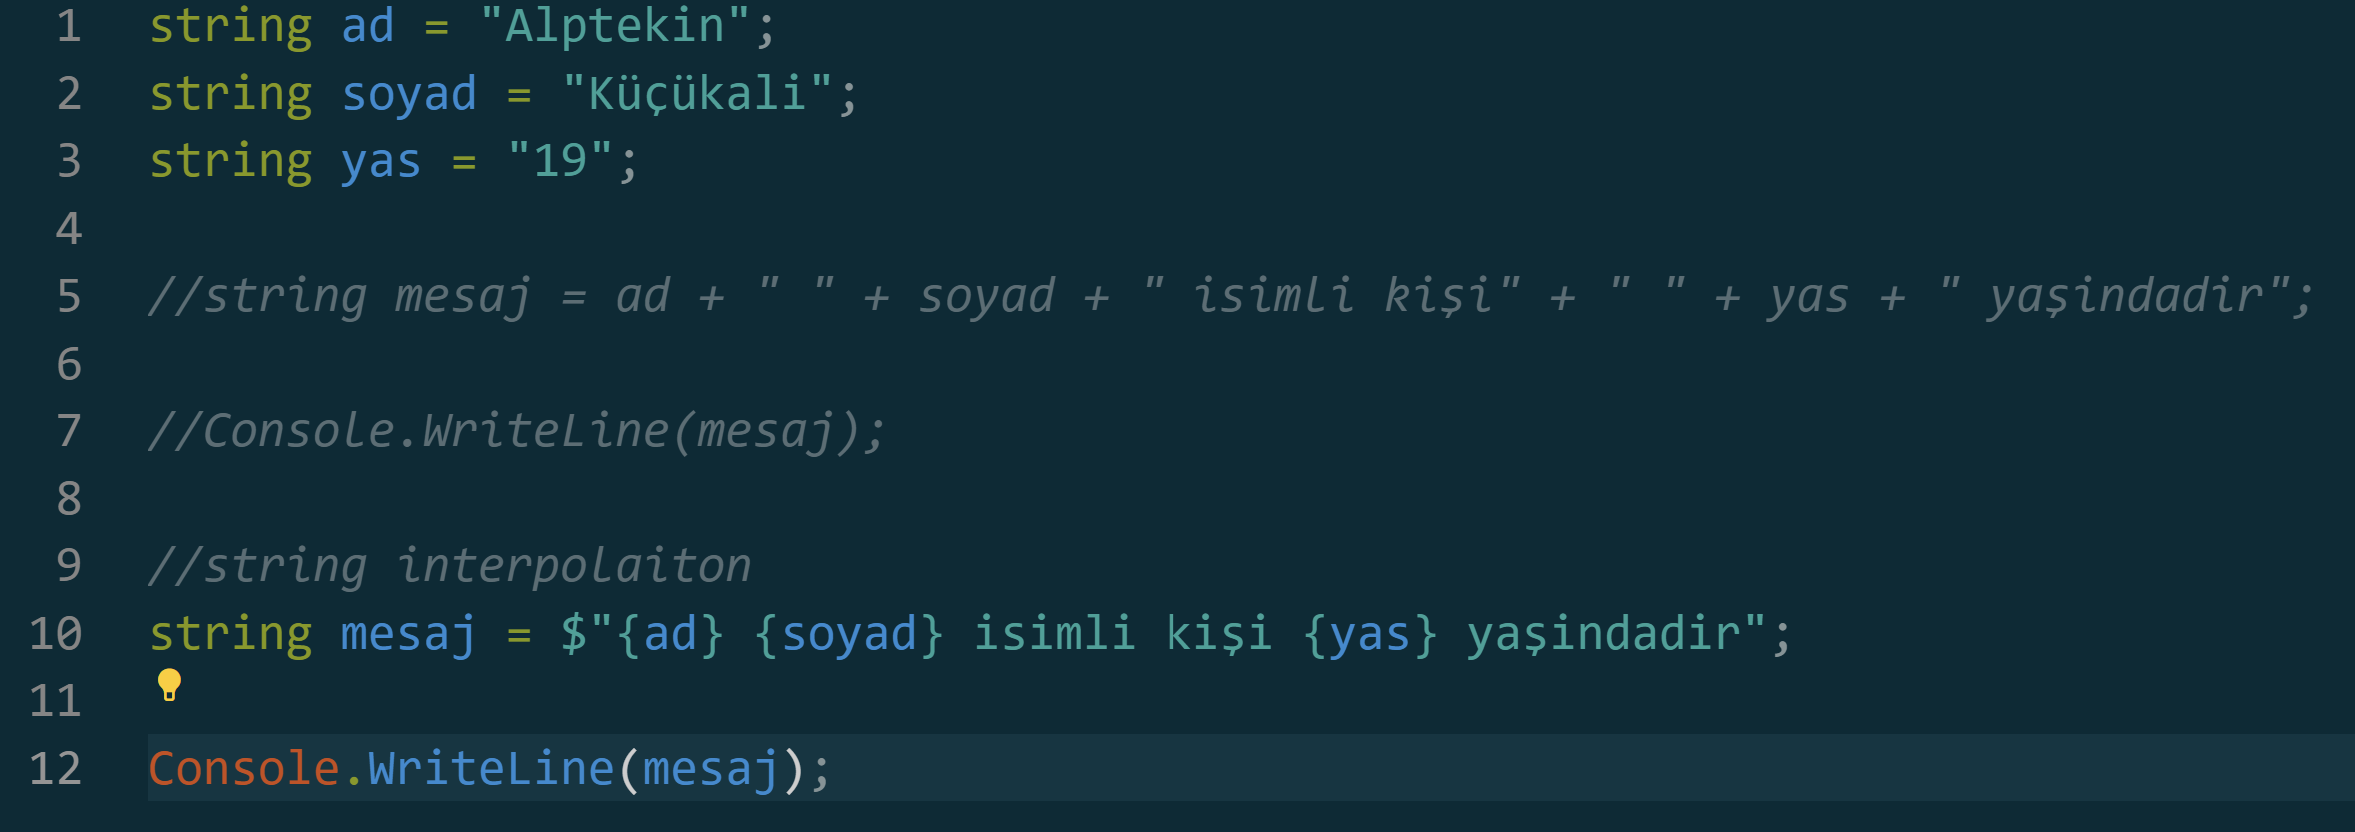 1 string ad = "Alptekin";
2 string soyad = "Küçükali";
3 string yas = "19";
4
5 //string mesaj = ad + " " + soyad + " isimli kişi" + " " + yas + " yaşindadir";
6
7 //Console.WriteLine(mesaj);
8
9 //string interpolaiton
10 string mesaj = $"{ad} {soyad} isimli kişi {yas} yaşindadir";
11
12 Console.WriteLine(mesaj);